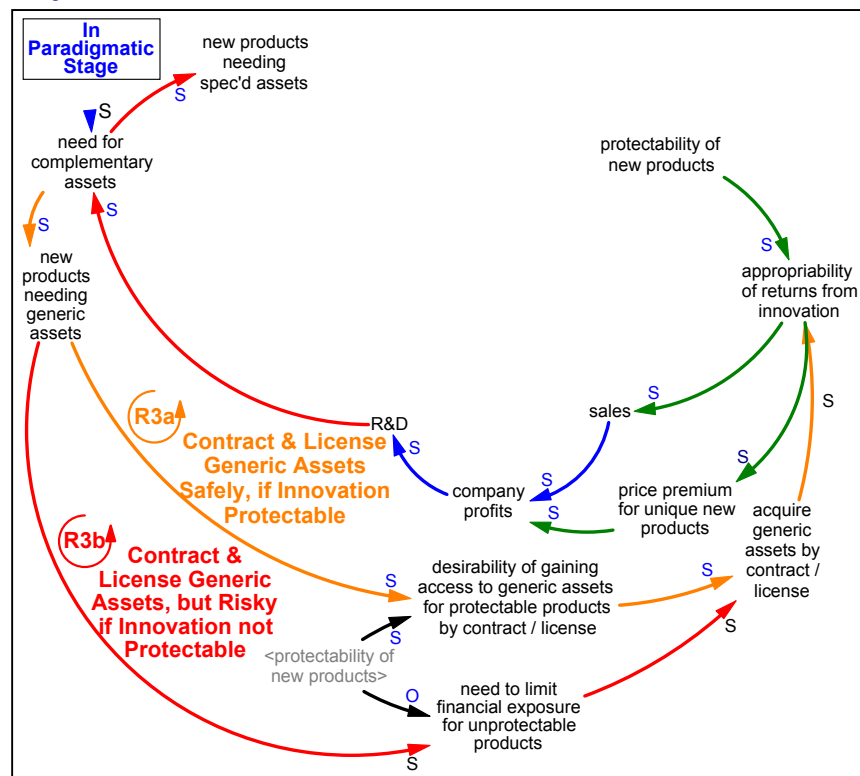 In
Paradigmatic
Stage
new products
needing
spec'd assets
S
S
need for
complementary
assets
protectability of
new products
S
S
S
new
products
needing
generic
assets
appropriability
of returns from
innovation
R3a
Contract & License
Generic Assets
Safely, if Innovation
Protectable
R&D
S
sales
S
S
S
S
company
profits
S
price premium
for unique new
products
acquire
generic
assets by
contract /
license
R3b
Contract &
License Generic
Assets, but Risky
if Innovation not
Protectable
S
desirability of gaining
access to generic assets
for protectable products
by contract / license
S
S
S
<protectability of
new products>
O
need to limit
financial exposure
for unprotectable
products
S